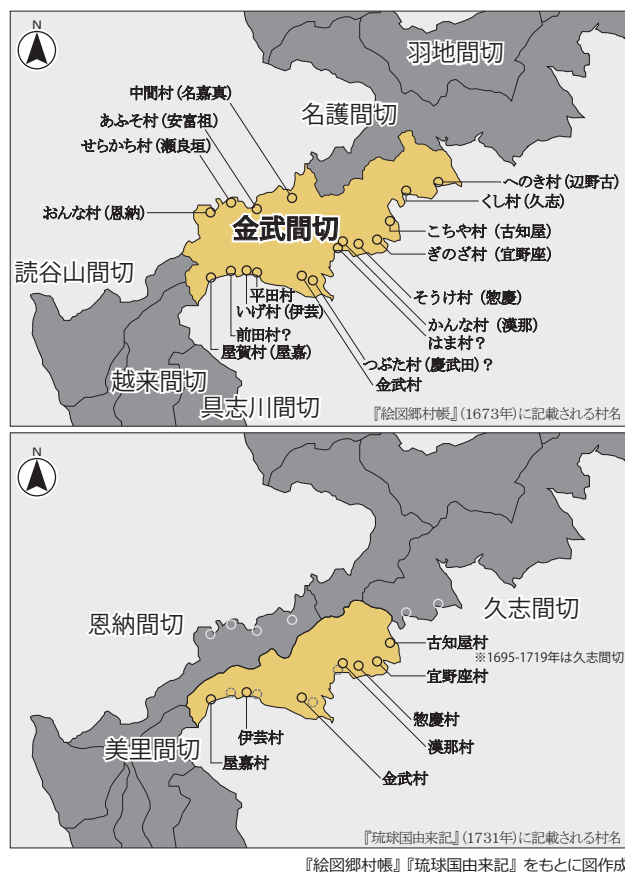 N
羽地間切
名護間切
中間村（名嘉真）
あふそ村（安富祖）
せらかち村（瀬良垣）
おんな村（恩納）
へのき村（辺野古）
くし村（久志）
こちや村（古知屋）
ぎのざ村（宜野座）
金武間切
読谷山間切
そうけ村（惣慶）
かんな村（漢那）
はま村？
平田村
いげ村（伊芸）
前田村？
屋賀村（屋嘉）
つぶた村（慶武田）？
金武村
越来間切
具志川間切
『絵図郷村帳』(1673年)に記載される村名
N
恩納間切
久志間切
古知屋村
※1695-1719年は久志間切
宜野座村
惣慶村
漢那村
伊芸村
屋嘉村
金武村
美里間切
『琉球国由来記』(1731年)に記載される村名
『絵図郷村帳』『琉球国由来記』をもとに図作成